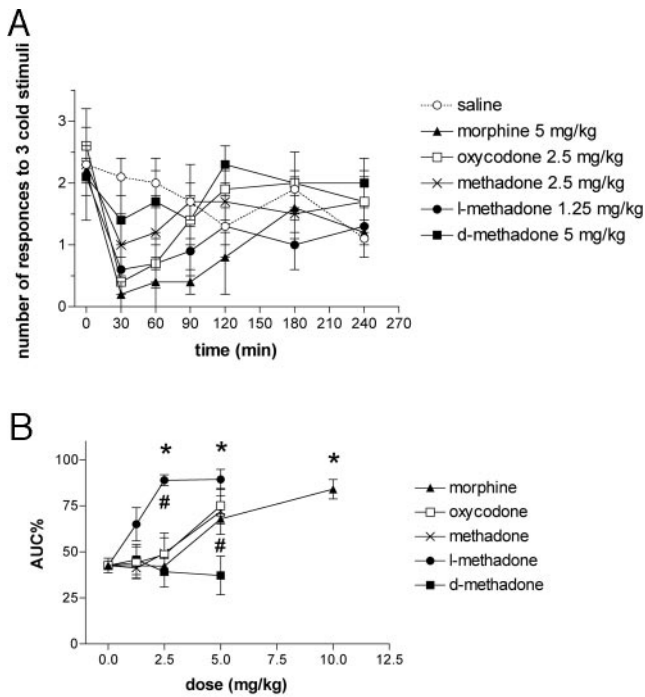 A
number of responces to 3 cold stimuli
3
2
1
0
0 30 60 90 120 150 180 210 240 270
time (min)
saline
morphine 5 mg/kg
oxycodone 2.5 mg/kg
methadone 2.5 mg/kg
l-methadone 1.25 mg/kg
d-methadone 5 mg/kg
B
AUC%
100
75
50
25
0
* * *
#
#
0.0 2.5 5.0 7.5 10.0 12.5
dose (mg/kg)
morphine
oxycodone
methadone
l-methadone
d-methadone